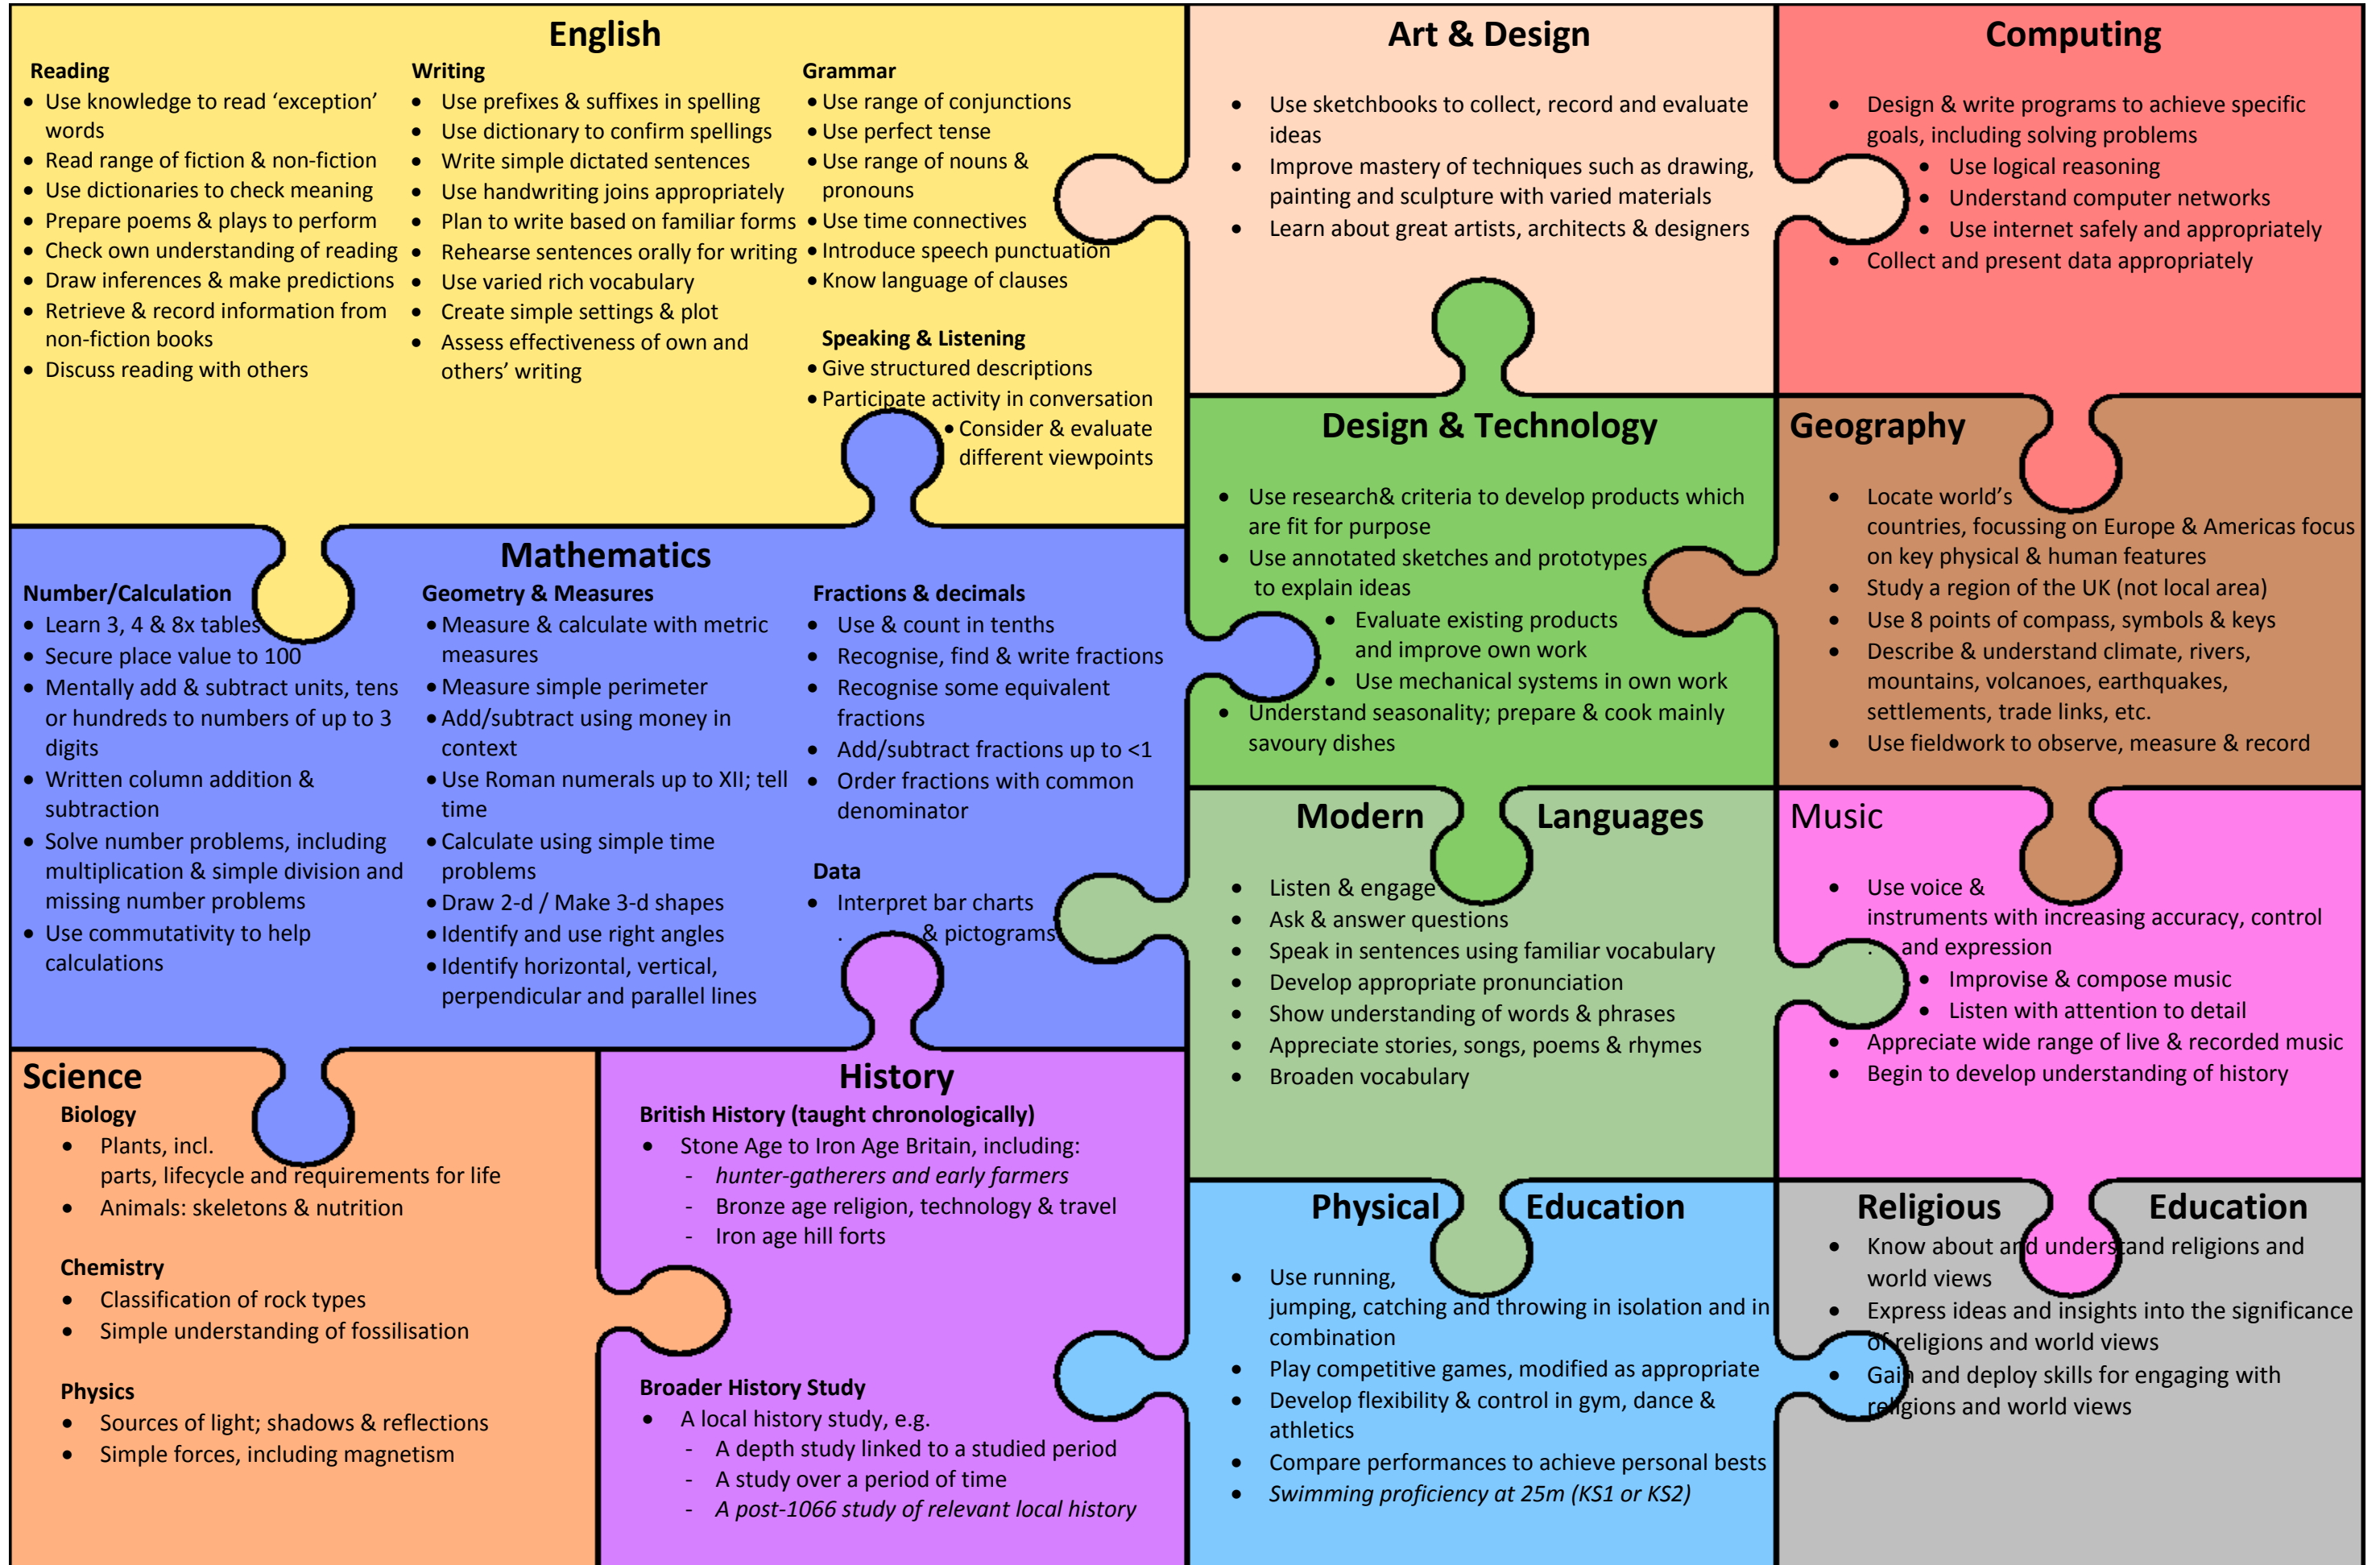 English
Reading
• Use knowledge to read ‘exception’
words
• Read range of fiction & non-fiction
• Use dictionaries to check meaning
• Prepare poems & plays to perform
• Check own understanding of reading
• Draw inferences & make predictions
• Retrieve & record information from
non-fiction books
• Discuss reading with others
Writing
• Use prefixes & suffixes in spelling
• Use dictionary to confirm spellings
• Write simple dictated sentences
• Use handwriting joins appropriately
• Plan to write based on familiar forms
• Rehearse sentences orally for writing
• Use varied rich vocabulary
• Create simple settings & plot
• Assess effectiveness of own and
others’ writing
Grammar
• Use range of conjunctions
• Use perfect tense
• Use range of nouns &
pronouns
• Use time connectives
• Introduce speech punctuation
• Know language of clauses
Speaking & Listening
• Give structured descriptions
• Participate activity in conversation
• Consider & evaluate
different viewpoints
Art & Design
• Use sketchbooks to collect, record and evaluate
ideas
• Improve mastery of techniques such as drawing,
painting and sculpture with varied materials
• Learn about great artists, architects & designers
Computing
• Design & write programs to achieve specific
goals, including solving problems
• Use logical reasoning
• Understand computer networks
• Use internet safely and appropriately
• Collect and present data appropriately
Design & Technology
• Use research& criteria to develop products which
are fit for purpose
• Use annotated sketches and prototypes
to explain ideas
• Evaluate existing products
and improve own work
• Use mechanical systems in own work
• Understand seasonality; prepare & cook mainly
savoury dishes
Geography
• Locate world’s
countries, focussing on Europe & Americas focus
on key physical & human features
• Study a region of the UK (not local area)
• Use 8 points of compass, symbols & keys
• Describe & understand climate, rivers,
mountains, volcanoes, earthquakes,
settlements, trade links, etc.
• Use fieldwork to observe, measure & record
Mathematics
Number/Calculation
• Learn 3, 4 & 8x tables
• Secure place value to 100
• Mentally add & subtract units, tens
or hundreds to numbers of up to 3
digits
• Written column addition &
subtraction
• Solve number problems, including
multiplication & simple division and
missing number problems
• Use commutativity to help
calculations
Geometry & Measures
• Measure & calculate with metric
measures
• Measure simple perimeter
• Add/subtract using money in
context
• Use Roman numerals up to XII; tell
time
• Calculate using simple time
problems
• Draw 2-d / Make 3-d shapes
• Identify and use right angles
• Identify horizontal, vertical,
perpendicular and parallel lines
Fractions & decimals
• Use & count in tenths
• Recognise, find & write fractions
• Recognise some equivalent
fractions
• Add/subtract fractions up to <1
• Order fractions with common
denominator
Data
• Interpret bar charts
. & pictograms
Modern Languages
• Listen & engage
• Ask & answer questions
• Speak in sentences using familiar vocabulary
• Develop appropriate pronunciation
• Show understanding of words & phrases
• Appreciate stories, songs, poems & rhymes
• Broaden vocabulary
Music
• Use voice &
instruments with increasing accuracy, control
. and expression
• Improvise & compose music
• Listen with attention to detail
• Appreciate wide range of live & recorded music
• Begin to develop understanding of history
Science
Biology
• Plants, incl.
parts, lifecycle and requirements for life
• Animals: skeletons & nutrition
Chemistry
• Classification of rock types
• Simple understanding of fossilisation
Physics
• Sources of light; shadows & reflections
• Simple forces, including magnetism
History
British History (taught chronologically)
• Stone Age to Iron Age Britain, including:
- hunter-gatherers and early farmers
- Bronze age religion, technology & travel
- Iron age hill forts
Broader History Study
• A local history study, e.g.
- A depth study linked to a studied period
- A study over a period of time
- A post-1066 study of relevant local history
Physical Education
• Use running,
jumping, catching and throwing in isolation and in
combination
• Play competitive games, modified as appropriate
• Develop flexibility & control in gym, dance &
athletics
• Compare performances to achieve personal bests
• Swimming proficiency at 25m (KS1 or KS2)
Religious Education
• Know about and understand religions and
world views
• Express ideas and insights into the significance
of religions and world views
• Gain and deploy skills for engaging with
religions and world views